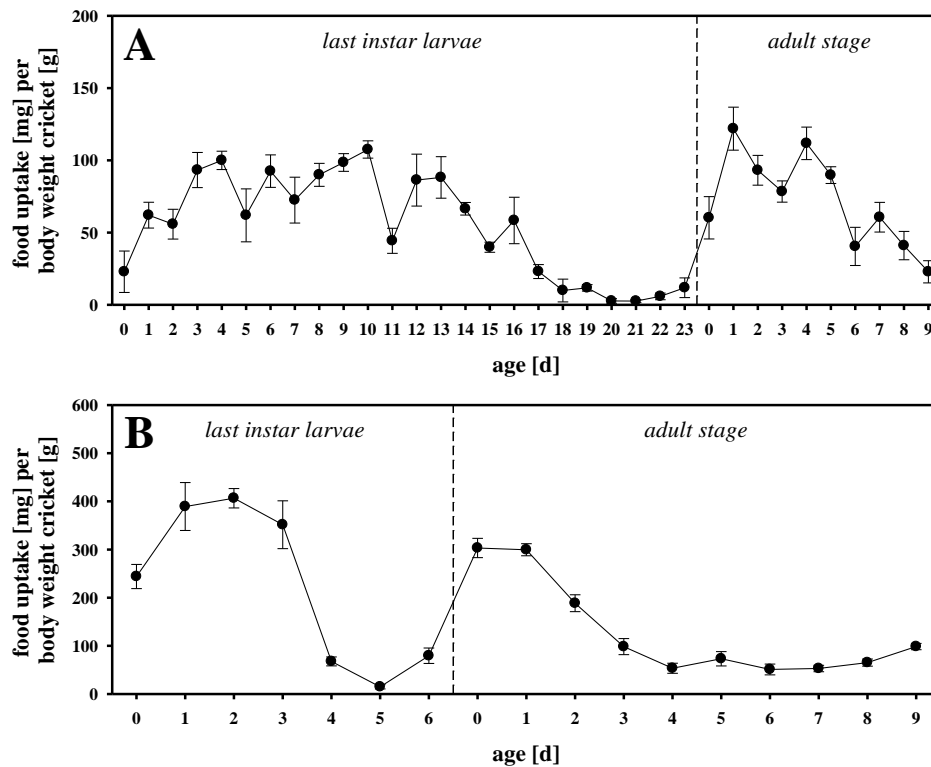 A
last instar larvae
adult stage
food uptake [mg] per
body weight cricket [g]
200
150
100
50
0
0 1 2 3 4 5 6 7 8 9 10 11 12 13 14 15 16 17 18 19 20 21 22 23 0 1 2 3 4 5 6 7 8 9
age [d]
B
last instar larvae
adult stage
food uptake [mg] per
body weight cricket [g]
600
500
400
300
200
100
0
0 1 2 3 4 5 6 0 1 2 3 4 5 6 7 8 9
age [d]